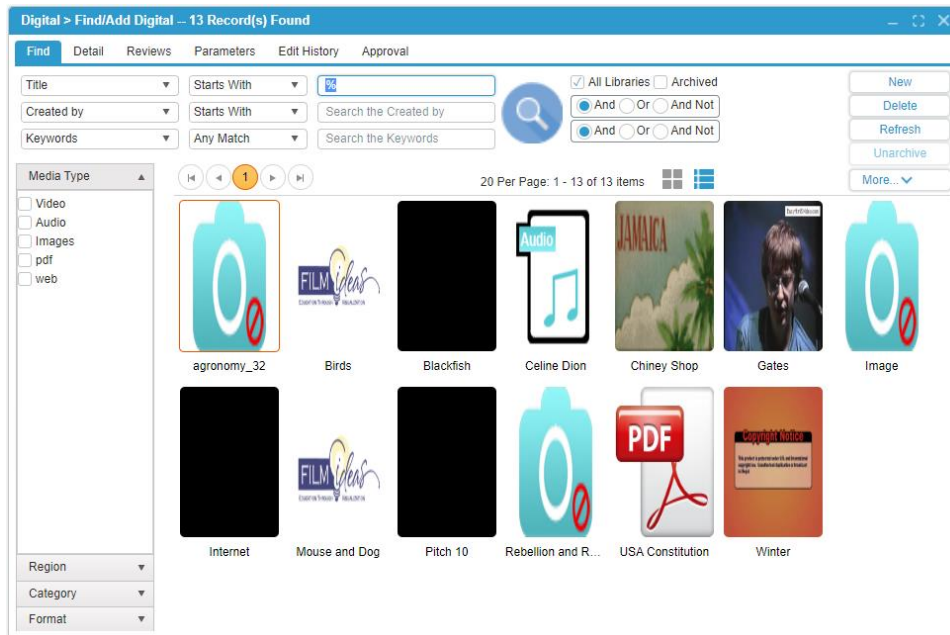 Digital > Find/Add Digital -- 13 Record(s) Found
Find Detail Reviews Parameters Edit History Approval
Title Starts With % All Libraries Archived New
Created by Starts With Search the Created by And Or And Not Delete
Keywords Any Match Search the Keywords And Or And Not Refresh
Unarchive
Media Type 1 20 Per Page: 1 - 13 of 13 items More...
Video
Audio
Images
pdf
web
FILM ideas
Audio
JAMAICA
agronomy_32 Birds Blackfish Celine Dion Chiney Shop Gates Image
FILM ideas
PDF
Copyright Notice
Internet Mouse and Dog Pitch 10 Rebellion and R... USA Constitution Winter
Region
Category
Format